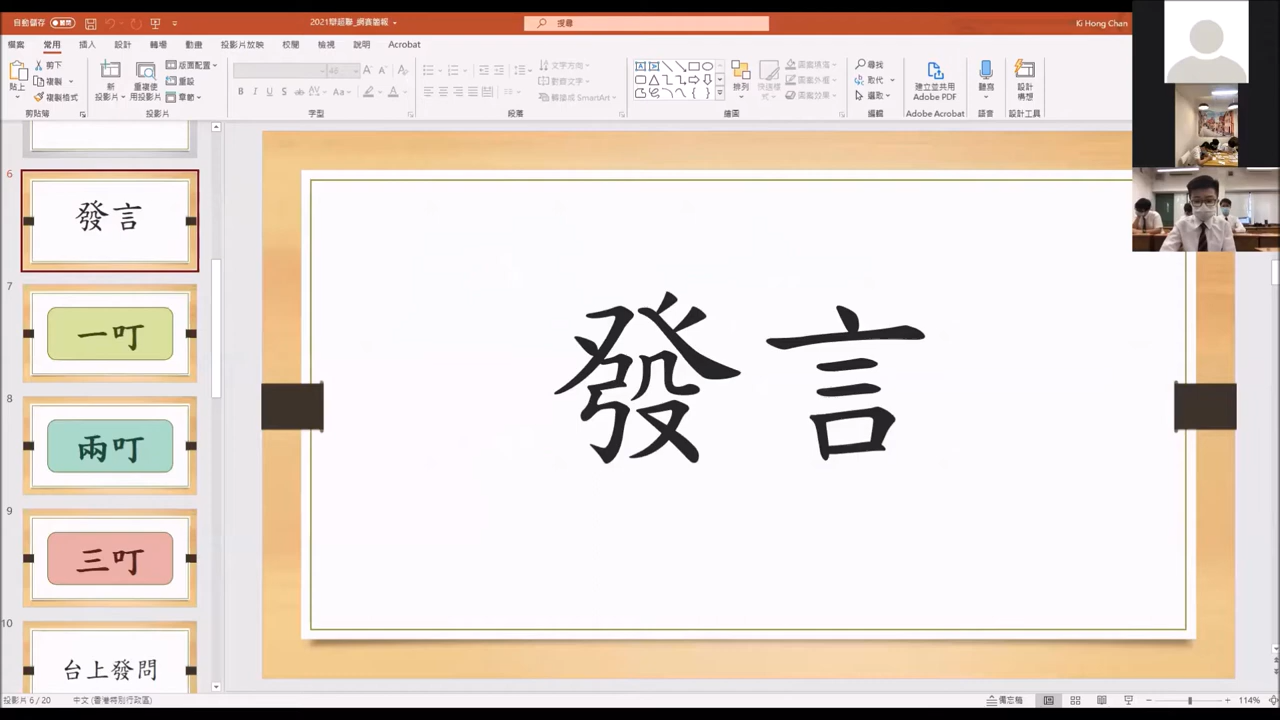 自動儲存
2021華超聯_網賽圖報
搜尋
Ki Hong Chan
檔案 常用 插入 設計 轉場 動畫 投影片放映 校閱 檢視 說明 Acrobat
貼上
剪下
複製
複製格式
剪貼簿
新投影片
重複使用投影片
版面配置
重設
章節
投影片
48
字型
文字方向
對齊文字
轉換成 SmartArt
段落
排列
快速樣式
圖案填滿
圖案外框
圖案效果
繪圖
尋找
取代
選取
編輯
建立並共用
Adobe PDF
Adobe Acrobat
聽寫
語音
設計構想
設計工具
6
發言
7
一叮
8
兩叮
9
三叮
10
台上發問
發言
投影片 6 / 20
中文 (香港特別行政區)
備忘稿
114%